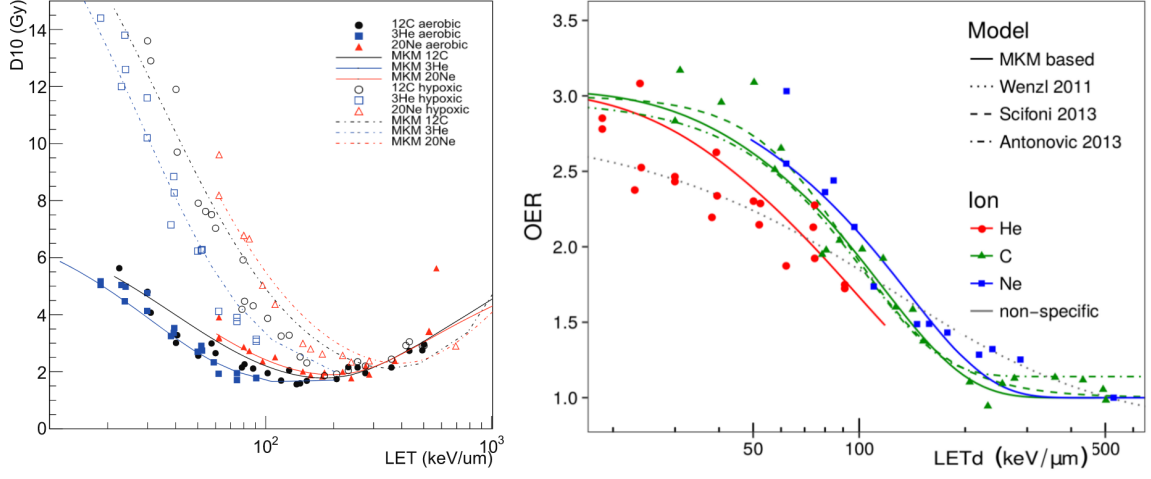 D10 (Gy)
14
12
10
8
6
4
2
0
10²
10³
LET (keV/um)
12C aerobic
3He aerobic
20Ne aerobic
MKM 12C
MKM 3He
MKM 20Ne
12C hypoxic
3He hypoxic
20Ne hypoxic
MKM 12C
MKM 3He
MKM 20Ne
OER
3.5
3.0
2.5
2.0
1.5
1.0
50
100
500
LETd (keV/μm)
Model
MKM based
Wenzl 2011
Scifoni 2013
Antonovic 2013
Ion
He
C
Ne
non−specific